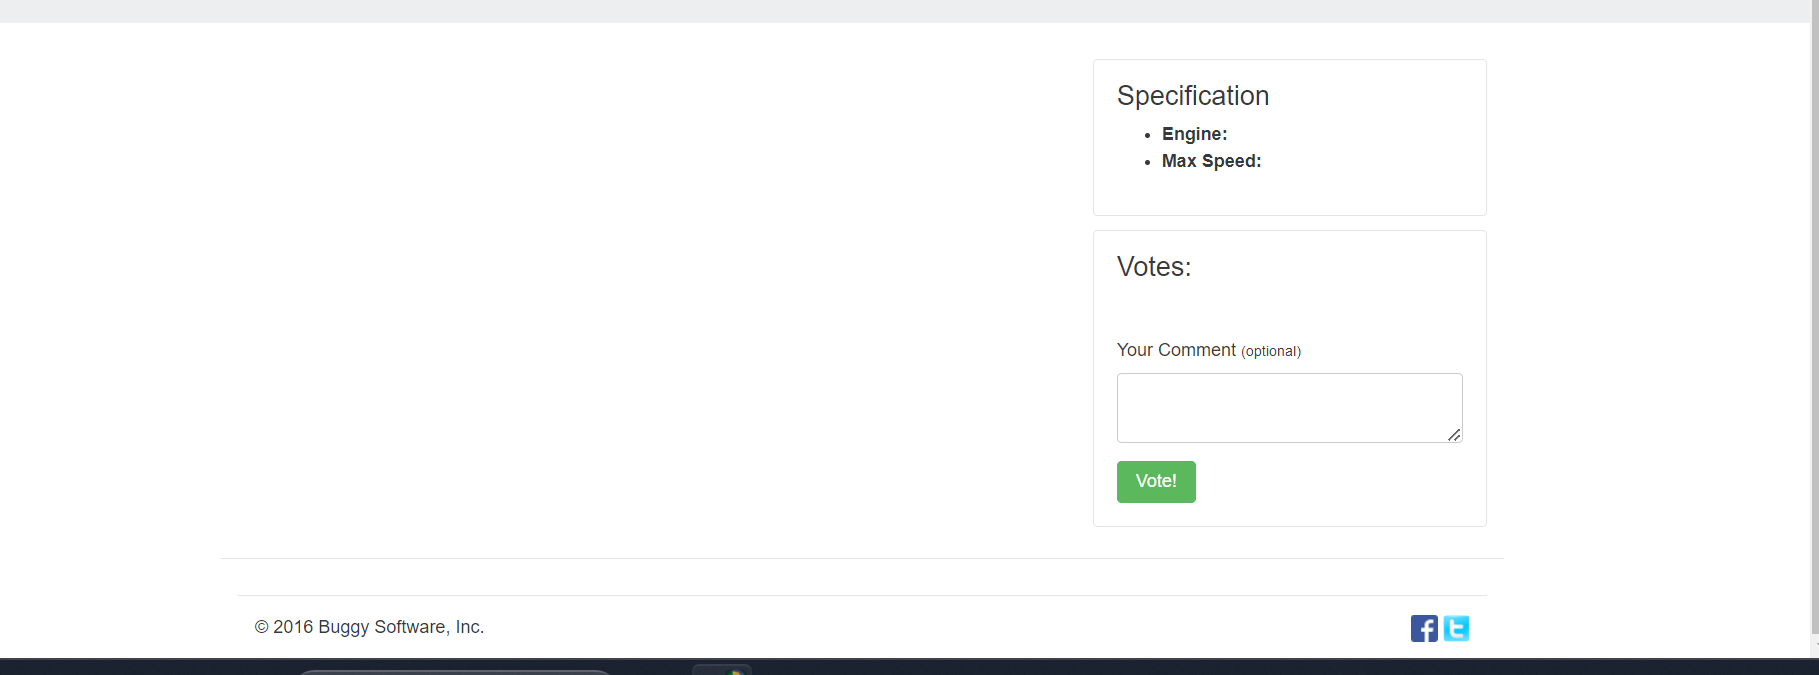 Specification
Engine:
Max Speed:
Votes:
Your Comment (optional)
Vote!
© 2016 Buggy Software, Inc.